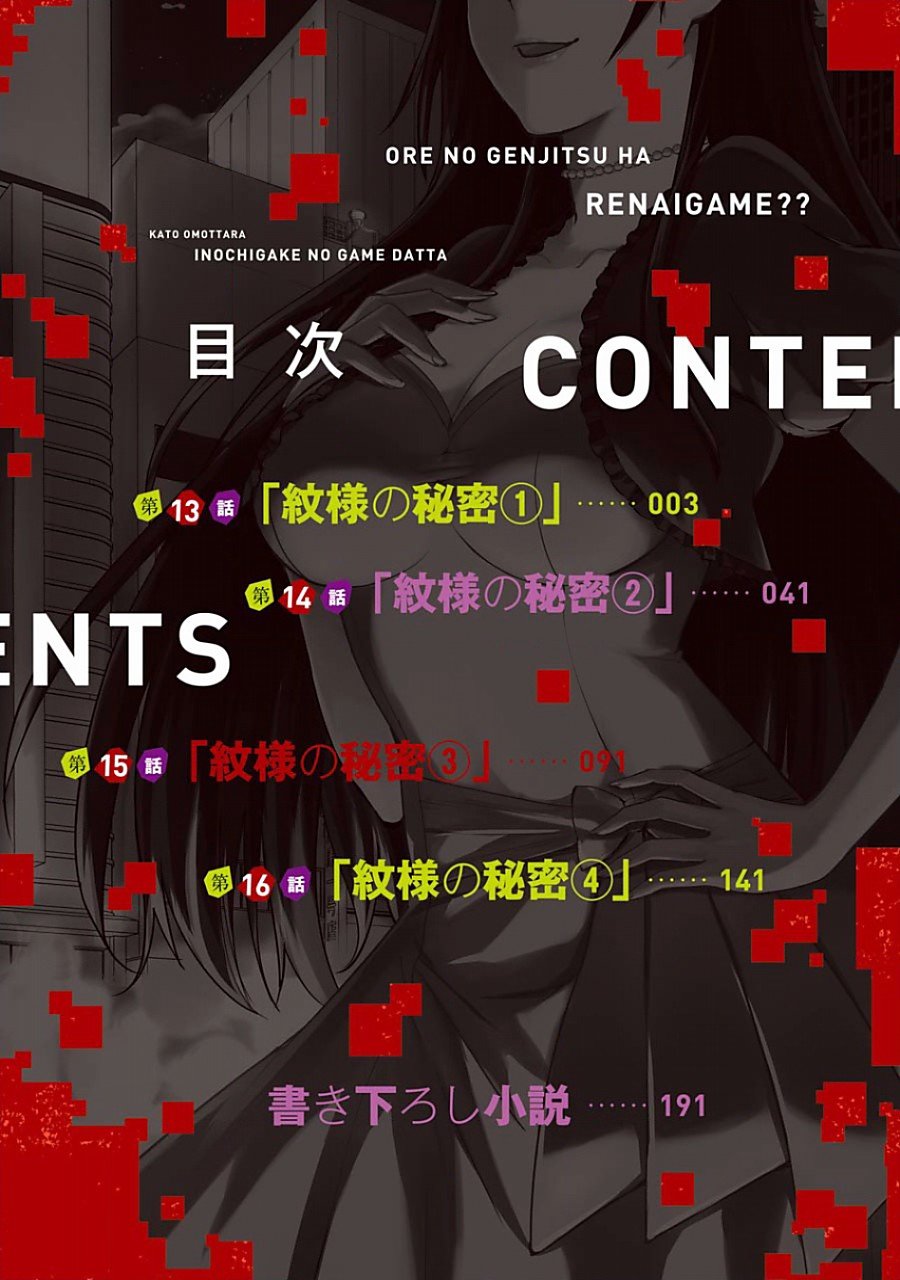 ORE NO GENJITSU HA
RENAIGAME??
KATO OMOTTARA
INOCHIGAKE NO GAME DATTA
目次
CONTE
ENTS
第13話「紋様の秘密①」……003
第14話「紋様の秘密②」……041
第15話「紋様の秘密③」……091
第16話「紋様の秘密④」……141
書き下ろし小説……191